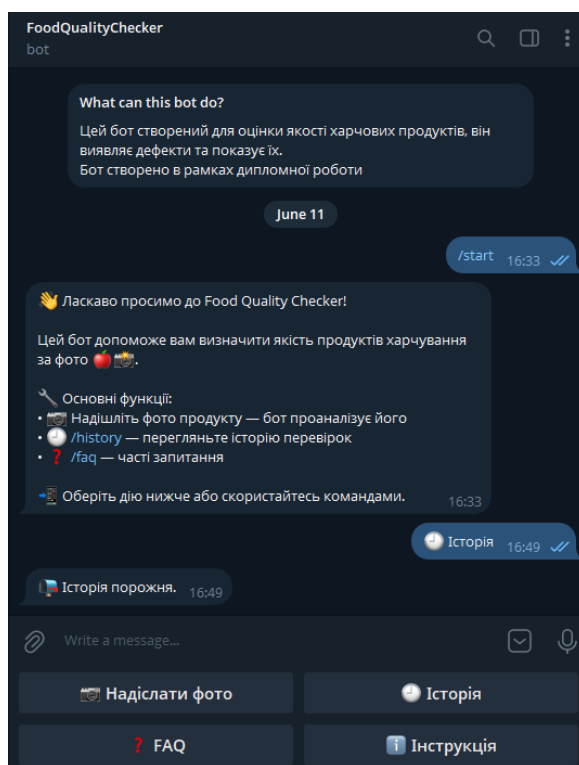 FoodQualityChecker
bot
What can this bot do?
Цей бот створений для оцінки якості харчових продуктів, він
виявляє дефекти та показує їх.
Бот створено в рамках дипломної роботи
June 11
/start 16:33
👋 Ласкаво просимо до Food Quality Checker!
Цей бот допоможе вам визначити якість продуктів харчування
за фото 🍎📸.
🔧 Основні функції:
• 📷 Надішліть фото продукту — бот проаналізує його
• 🕘 /history — перегляньте історію перевірок
• ❓ /faq — часті запитання
📲 Оберіть дію нижче або скористайтесь командами. 16:33
🕘 Історія 16:49
📭 Історія порожня. 16:49
Write a message...
📷 Надіслати фото
🕘 Історія
❓ FAQ
ℹ️ Інструкція